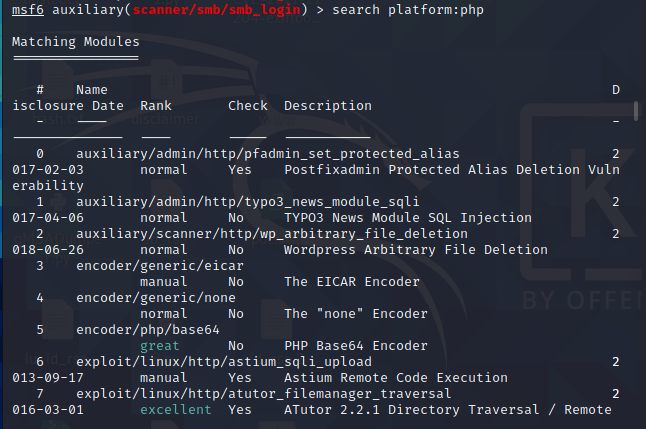 msf6 auxiliary(scanner/smb/smb_login) > search platform:php
Matching Modules
================
#    Name                                                              D
isclosure Date  Rank       Check  Description
-    ----                                                              -
--------------  ----       -----  -----------
0    auxiliary/admin/http/pfadmin_set_protected_alias                  2
017-02-03       normal     Yes    Postfixadmin Protected Alias Deletion Vuln
erability
1    auxiliary/admin/http/typo3_news_module_sqli                       2
017-04-06       normal     No     TYPO3 News Module SQL Injection
2    auxiliary/scanner/http/wp_arbitrary_file_deletion                 2
018-06-26       normal     No     Wordpress Arbitrary File Deletion
3    encoder/generic/eicar
manual     No     The EICAR Encoder
4    encoder/generic/none
normal     No     The "none" Encoder
5    encoder/php/base64
great      No     PHP Base64 Encoder
6    exploit/linux/http/astium_sqli_upload                             2
013-09-17       manual     Yes    Astium Remote Code Execution
7    exploit/linux/http/atutor_filemanager_traversal                   2
016-03-01       excellent  Yes    ATutor 2.2.1 Directory Traversal / Remote
disclaimer
K
BY OFFEN